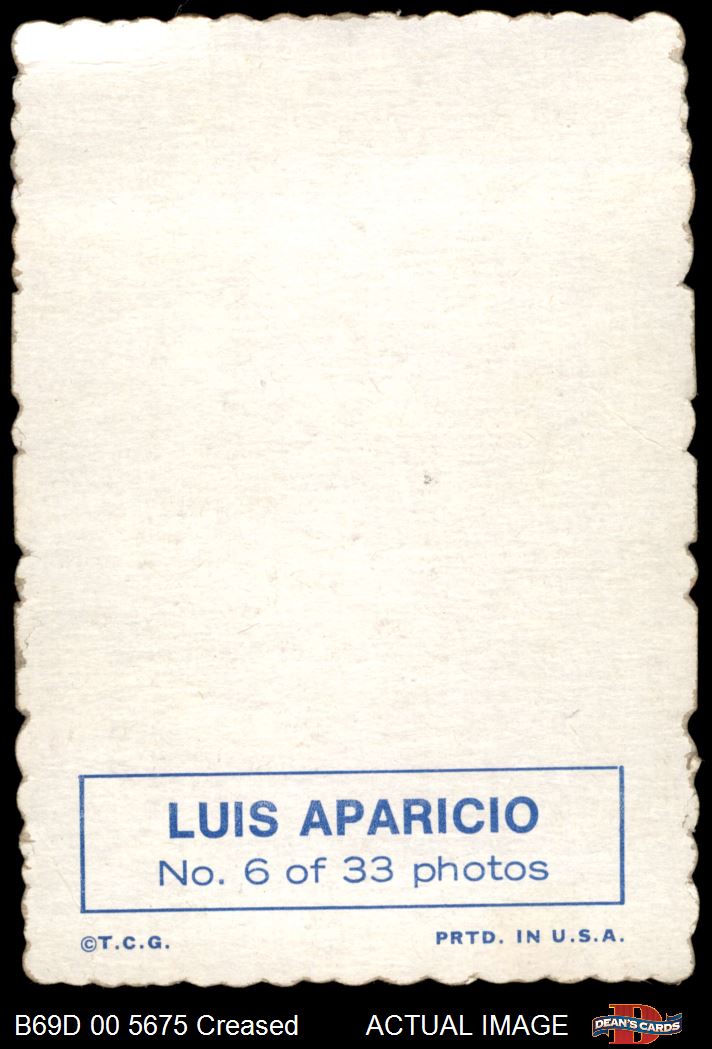 LUIS APARICIO
No. 6 of 33 photos
©T.C.G.
PRTD. IN U.S.A.
B69D 00 5675 Creased
ACTUAL IMAGE
DEAN'S CARDS